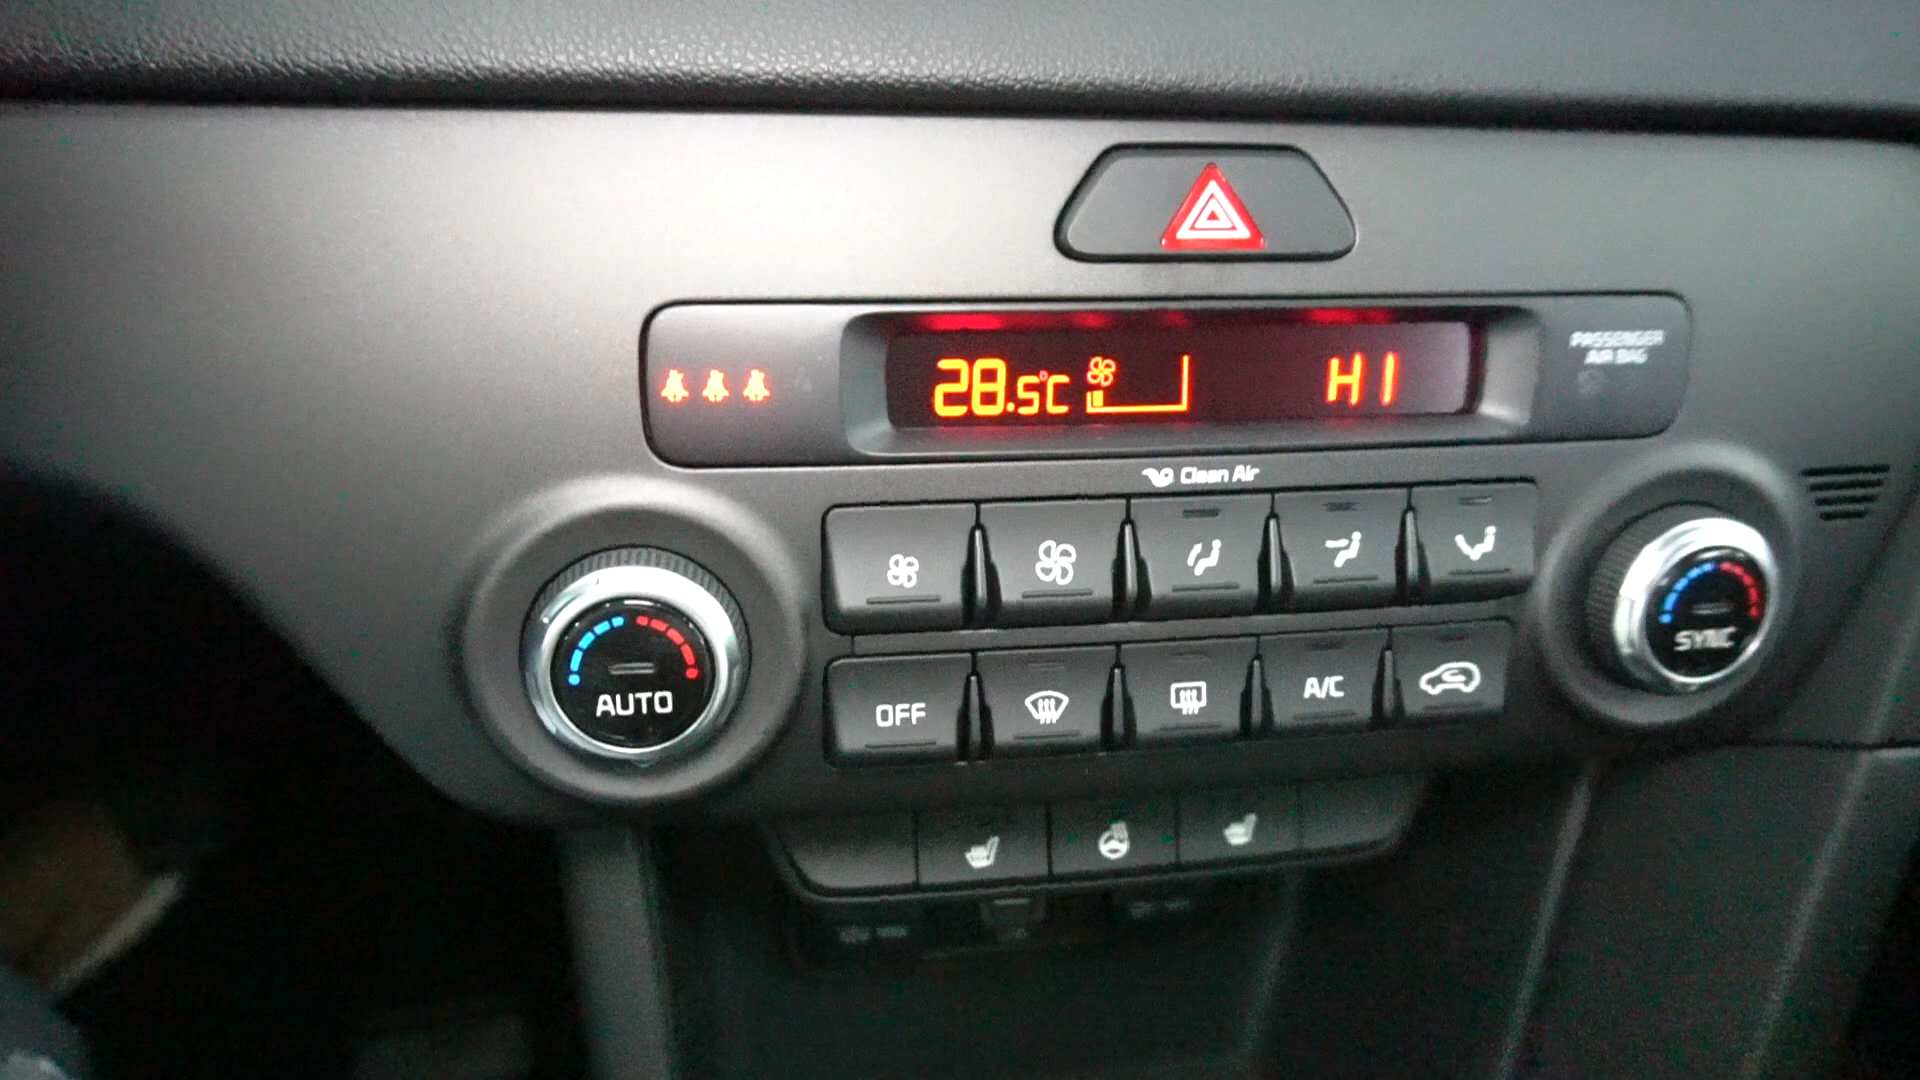 28.5°C HI
PASSENGER
AIR BAG
Clean Air
AUTO
SYNC
OFF
A/C